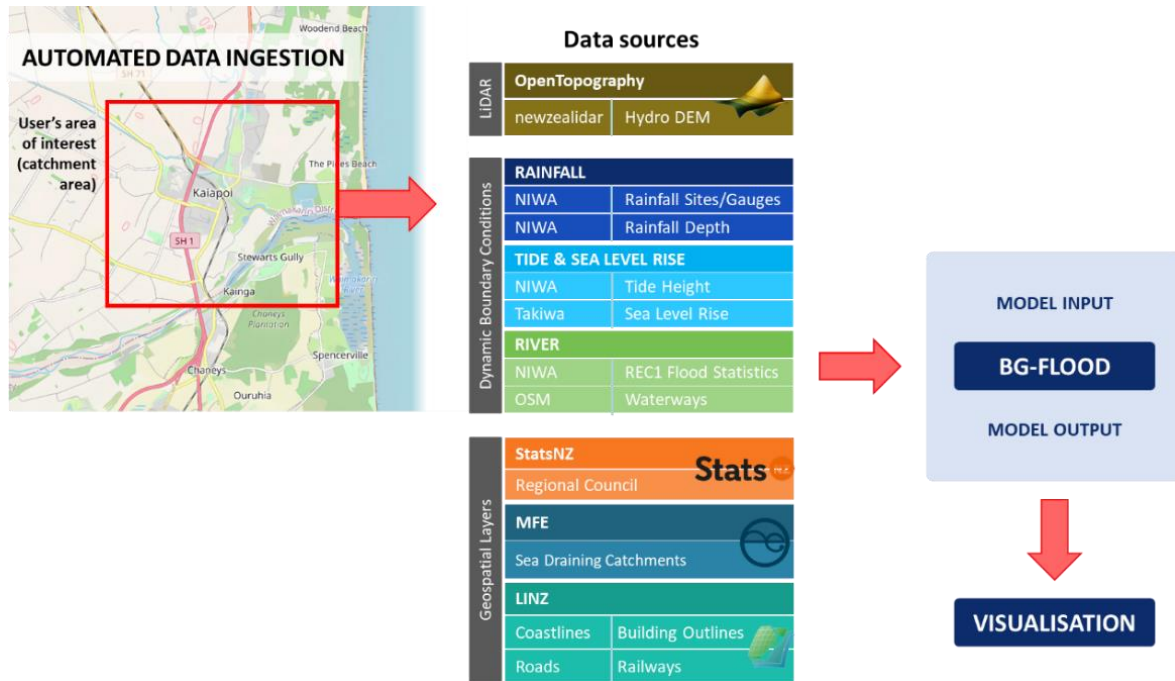 AUTOMATED DATA INGESTION
User's area
of interest
(catchment
area)
Woodend Beach
SH 71
The Pines Beach
Kaiapoi
SH 1
Stewarts Gully
Kainga
Chaneys
Plantation
Spencerville
Chaneys
Ouruhia
Data sources
LiDAR
OpenTopography
newzealidar
Hydro DEM
Dynamic Boundary Conditions
RAINFALL
NIWA
Rainfall Sites/Gauges
NIWA
Rainfall Depth
TIDE & SEA LEVEL RISE
NIWA
Tide Height
Takiwa
Sea Level Rise
RIVER
NIWA
REC1 Flood Statistics
OSM
Waterways
Geospatial Layers
StatsNZ
Stats NZ
Regional Council
MFE
Sea Draining Catchments
LINZ
Coastlines
Building Outlines
Roads
Railways
MODEL INPUT
BG-FLOOD
MODEL OUTPUT
VISUALISATION